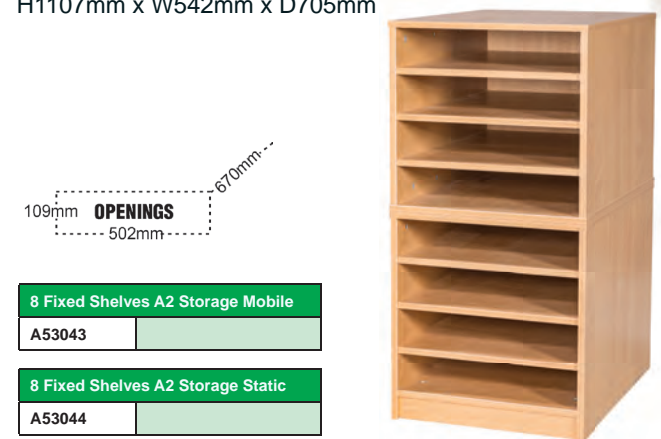 H1107mm x W542mm x D705mm
670mm
109mm OPENINGS
502mm
8 Fixed Shelves A2 Storage Mobile
A53043
8 Fixed Shelves A2 Storage Static
A53044